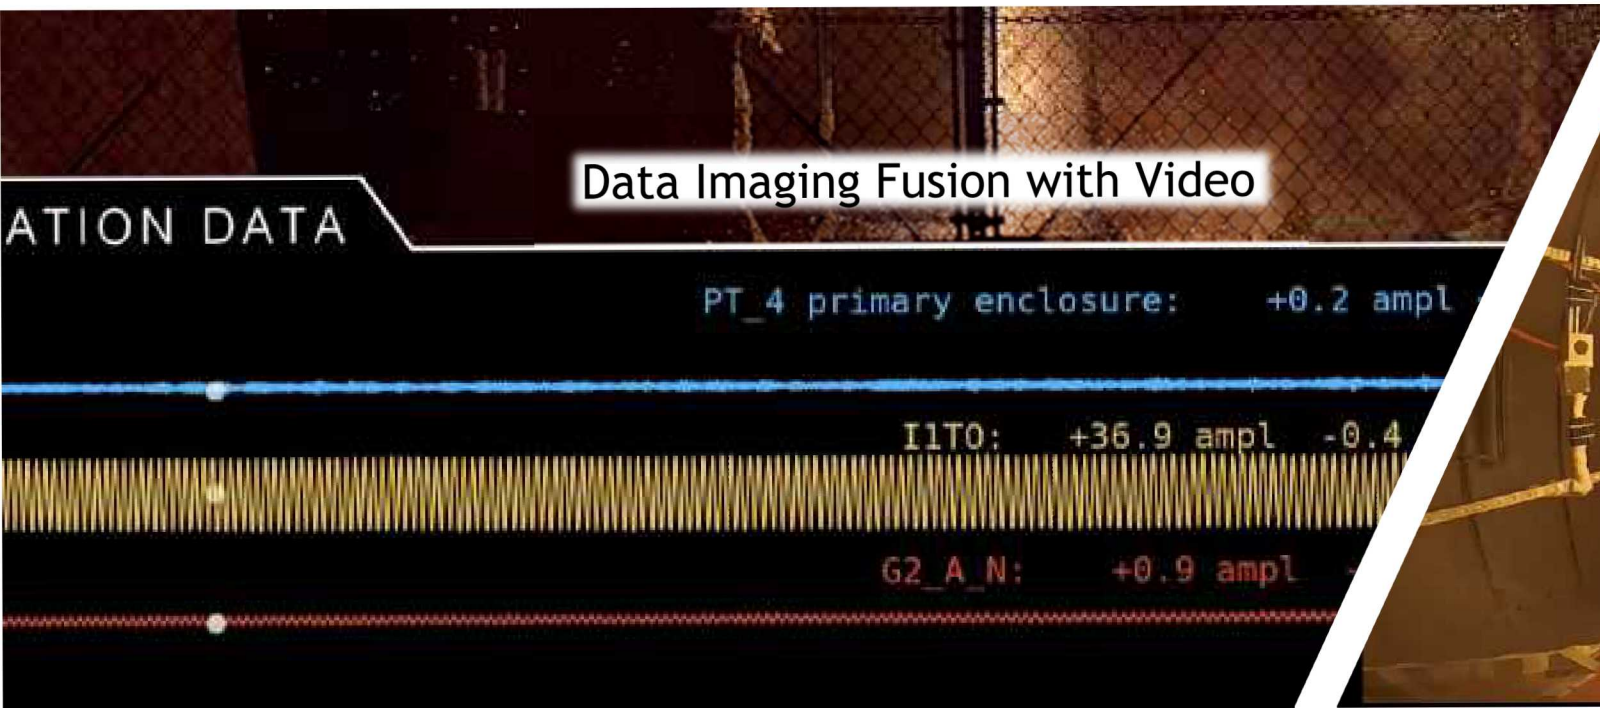 Data Imaging Fusion with Video
ATION DATA
PT_4 primary enclosure: +0.2 ampl
I1T0: +36.9 ampl -0.4
G2_A_N: +0.9 ampl -